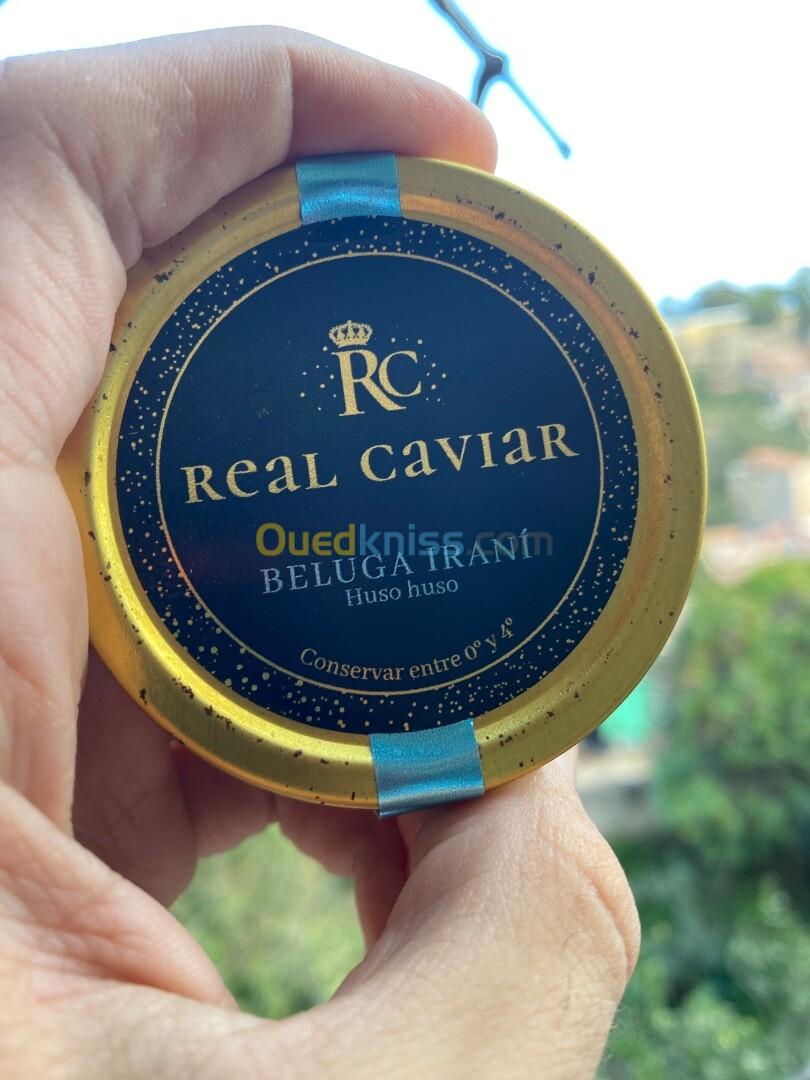 RC
Real Caviar
Ouedkniss.com
BELUGA IRANÍ
Huso huso
Conservar entre 0º y 4º